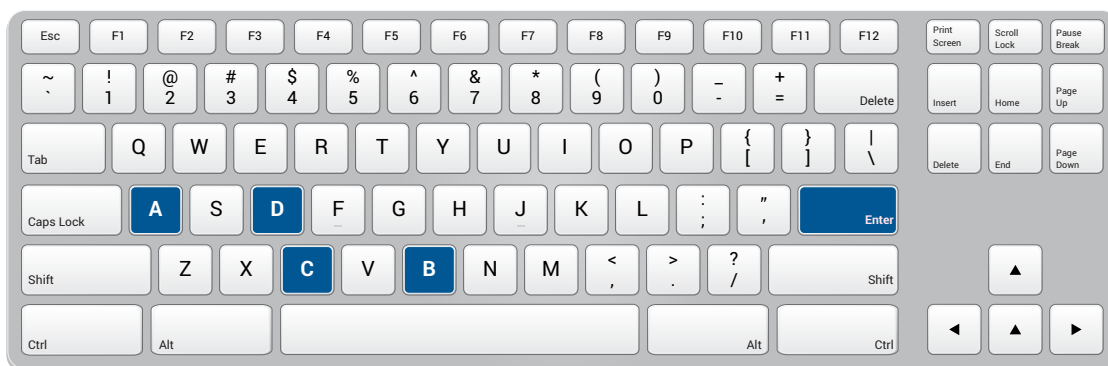 Esc F1 F2 F3 F4 F5 F6 F7 F8 F9 F10 F11 F12 Print Screen Scroll Lock Pause Break
~ ` ! 1 @ 2 # 3 $ 4 % 5 ^ 6 & 7 * 8 ( 9 ) 0 _ - + = Delete Insert Home Page Up
Tab Q W E R T Y U I O P { [ } ] | \ Delete End Page Down
Caps Lock A S D F G H J K L : ; " ' Enter
Shift Z X C V B N M < , > . ? / Shift ▲
Ctrl Alt Alt Ctrl ◀ ▲ ▶